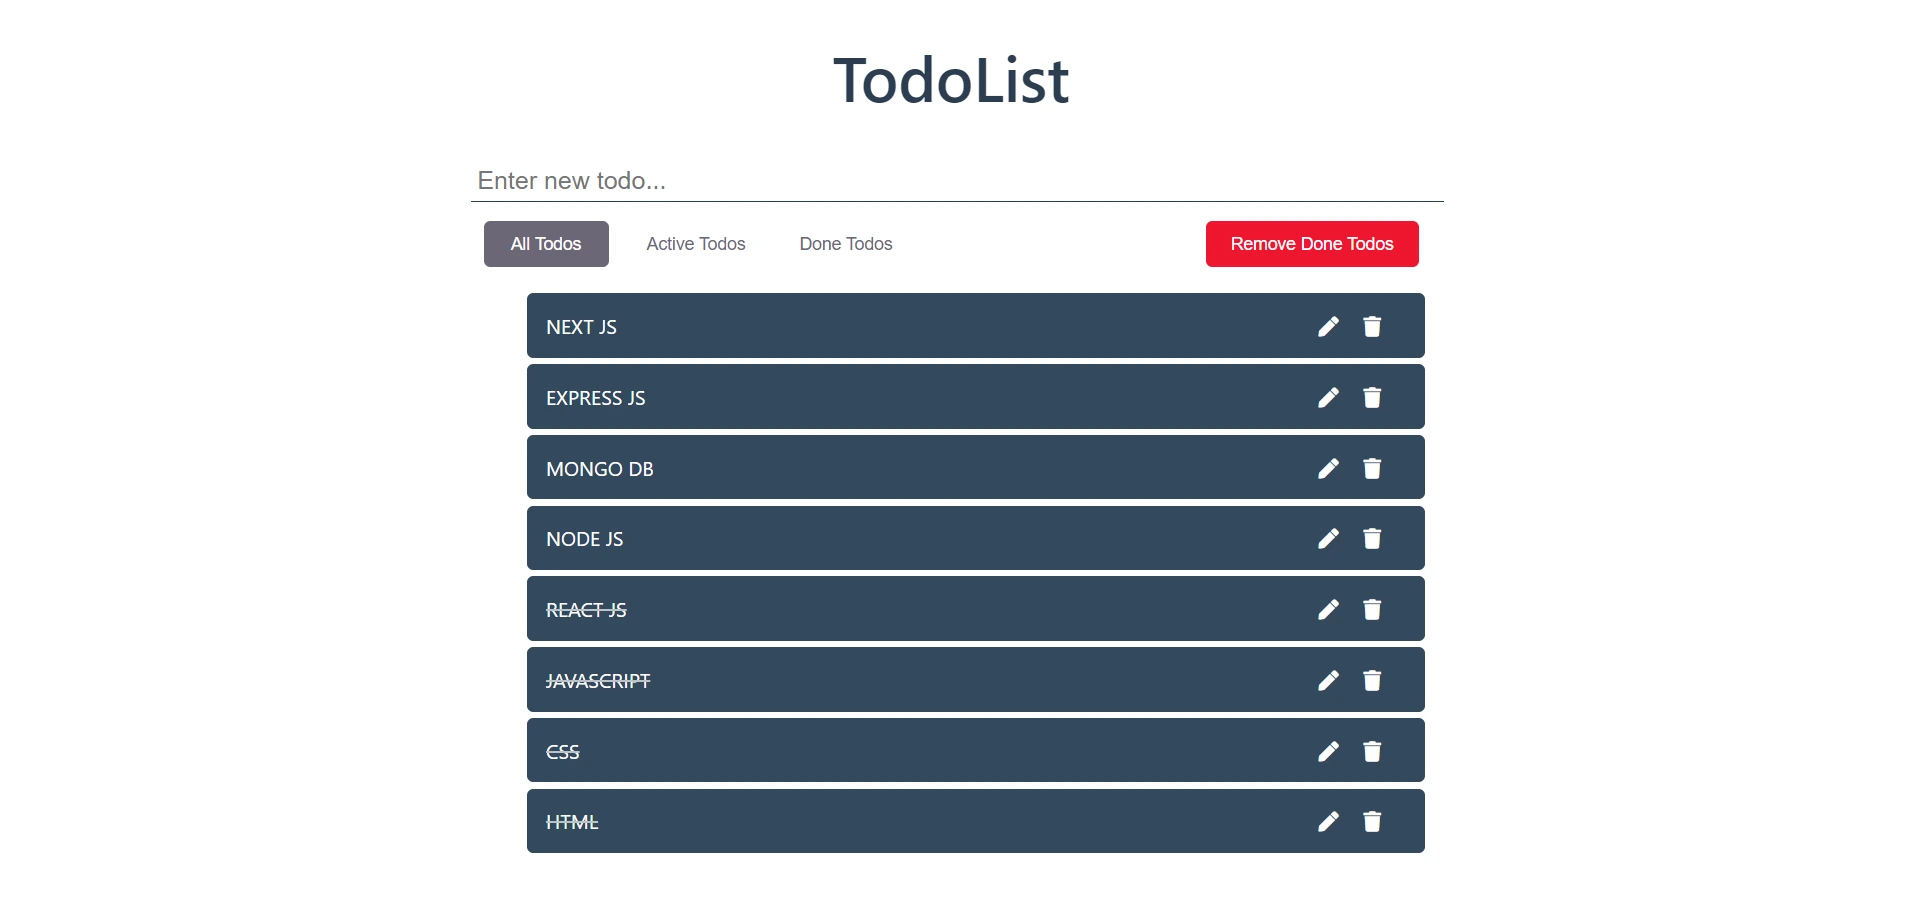 TodoList
Enter new todo...
All Todos Active Todos Done Todos Remove Done Todos
NEXT JS
EXPRESS JS
MONGO DB
NODE JS
REACT JS
JAVASCRIPT
CSS
HTML